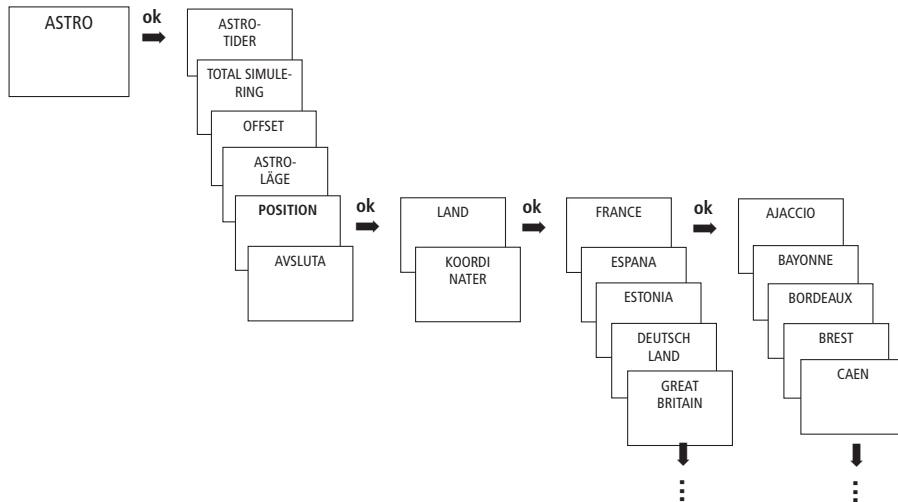 ASTRO
ok
ASTRO-
TIDER
TOTAL SIMULE-
RING
OFFSET
ASTRO-
LÄGE
POSITION
AVSLUTA
ok
LAND
KOORDI
NATER
ok
FRANCE
ESPANA
ESTONIA
DEUTSCH
LAND
GREAT
BRITAIN
ok
AJACCIO
BAYONNE
BORDEAUX
BREST
CAEN